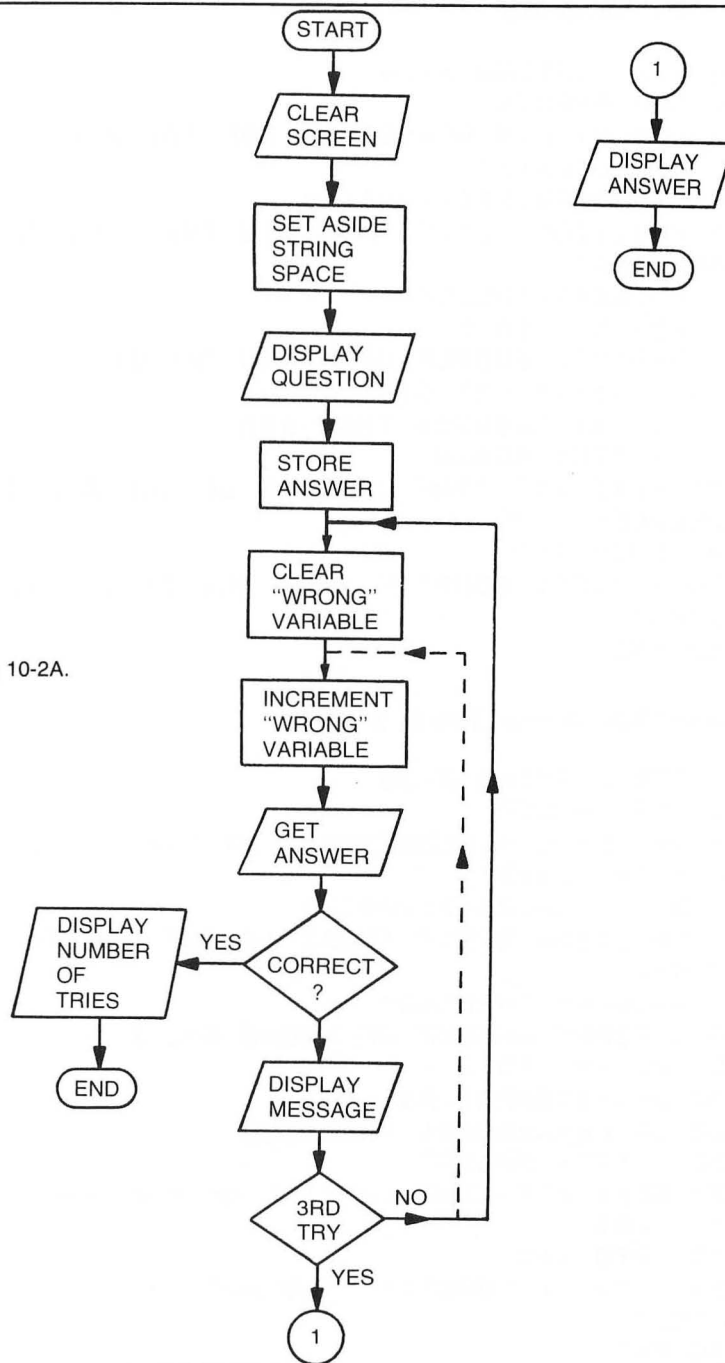 START
CLEAR
SCREEN
SET ASIDE
STRING
SPACE
DISPLAY
QUESTION
STORE
ANSWER
CLEAR
"WRONG"
VARIABLE
10-2A.
INCREMENT
"WRONG"
VARIABLE
GET
ANSWER
CORRECT
?
YES
DISPLAY
NUMBER
OF
TRIES
END
DISPLAY
MESSAGE
3RD
TRY
NO
YES
1
1
DISPLAY
ANSWER
END